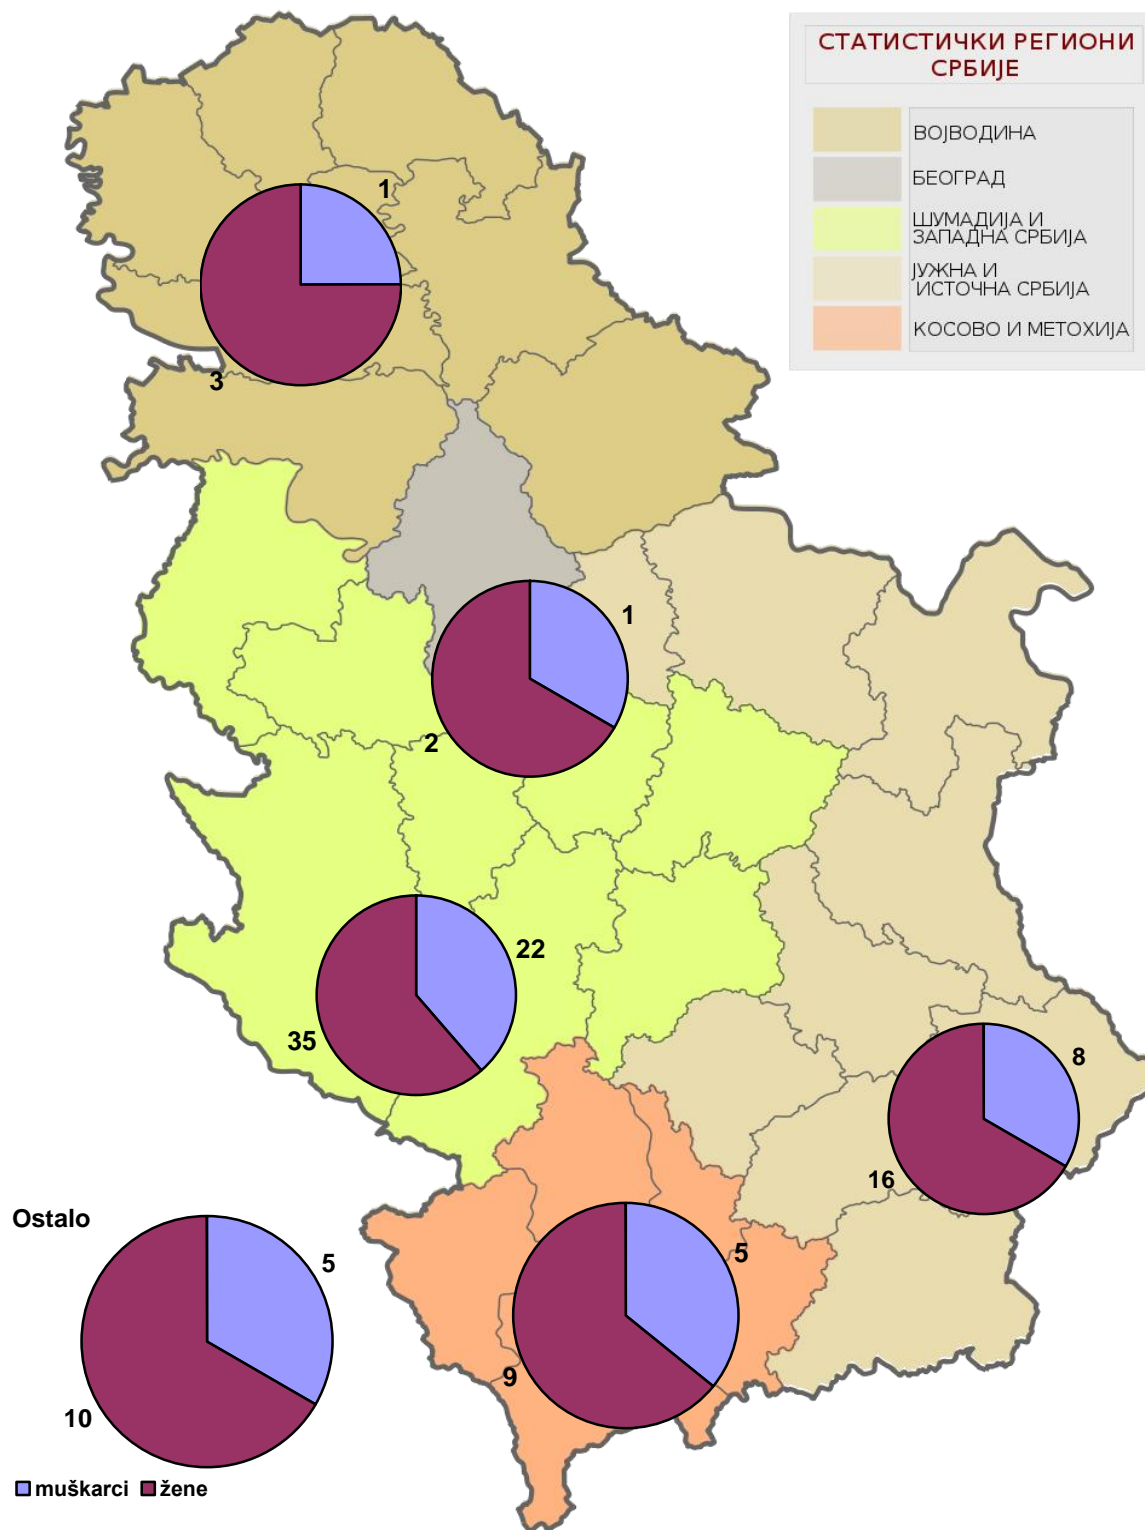 СТАТИСТИЧКИ РЕГИОНИ
СРБИЈЕ
ВОЈВОДИНА
БЕОГРАД
ШУМАДИЈА И
ЗАПАДНА СРБИЈА
ЈУЖНА И
ИСТОЧНА СРБИЈА
КОСОВО И МЕТОХИЈА
1
3
1
2
22
35
8
16
Ostalo
5
10
5
9
muškarci žene